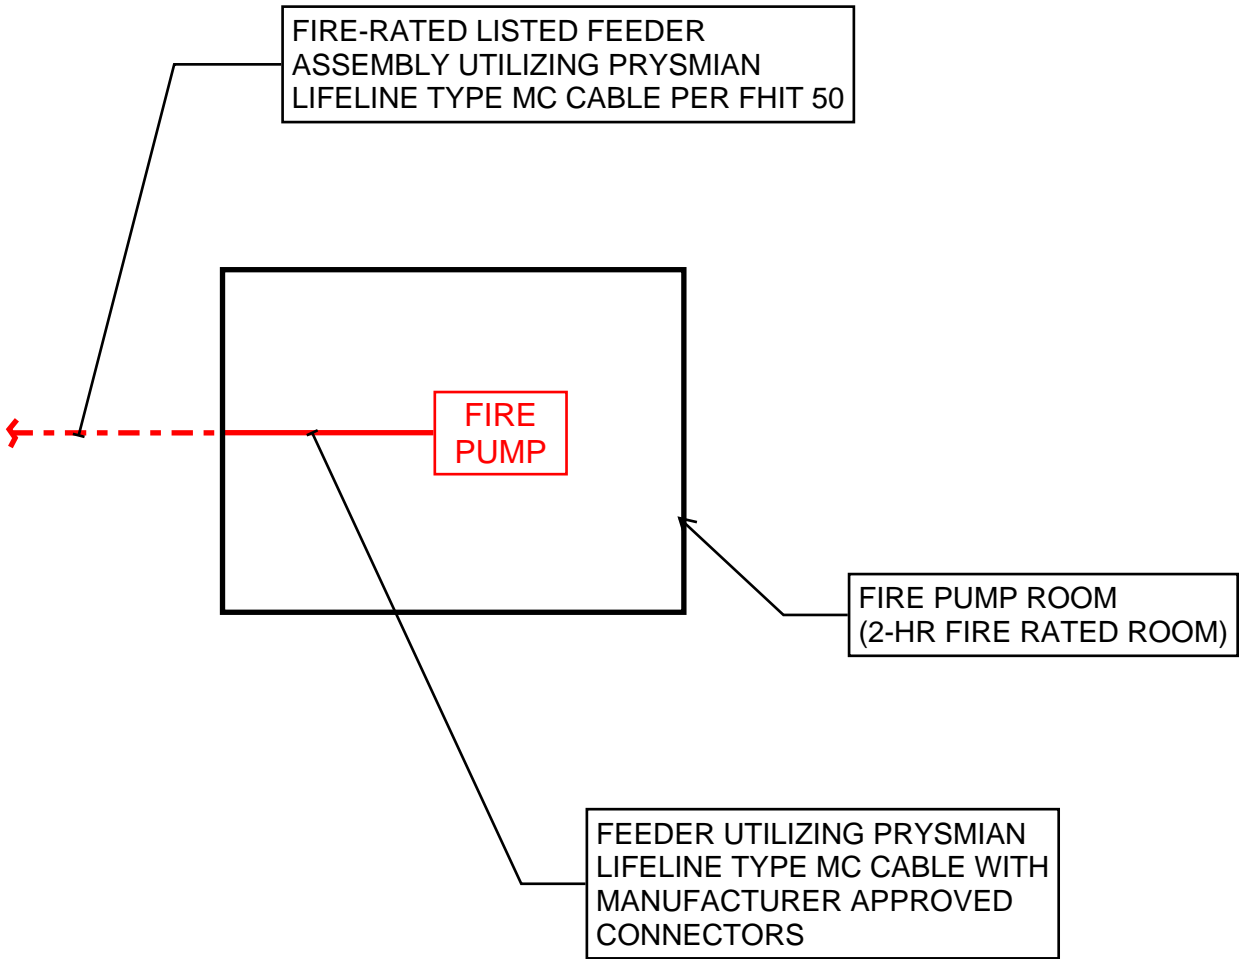 FIRE-RATED LISTED FEEDER
ASSEMBLY UTILIZING PRYSMIAN
LIFELINE TYPE MC CABLE PER FHIT 50
FIRE
PUMP
FIRE PUMP ROOM
(2-HR FIRE RATED ROOM)
FEEDER UTILIZING PRYSMIAN
LIFELINE TYPE MC CABLE WITH
MANUFACTURER APPROVED
CONNECTORS